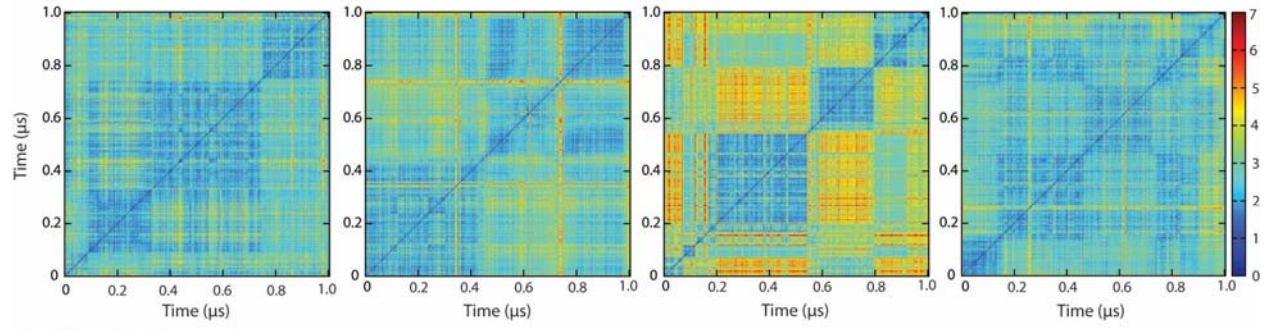 1.0 1.0 1.0 1.0 7
0.8 0.8 0.8 0.8 6
5
0.6 0.6 0.6 0.6
4
Time (μs)
0.4 0.4 0.4 0.4 3
2
0.2 0.2 0.2 0.2
1
0 0 0 0 0
0 0.2 0.4 0.6 0.8 1.0 0 0.2 0.4 0.6 0.8 1.0 0 0.2 0.4 0.6 0.8 1.0 0 0.2 0.4 0.6 0.8 1.0
Time (μs) Time (μs) Time (μs) Time (μs)